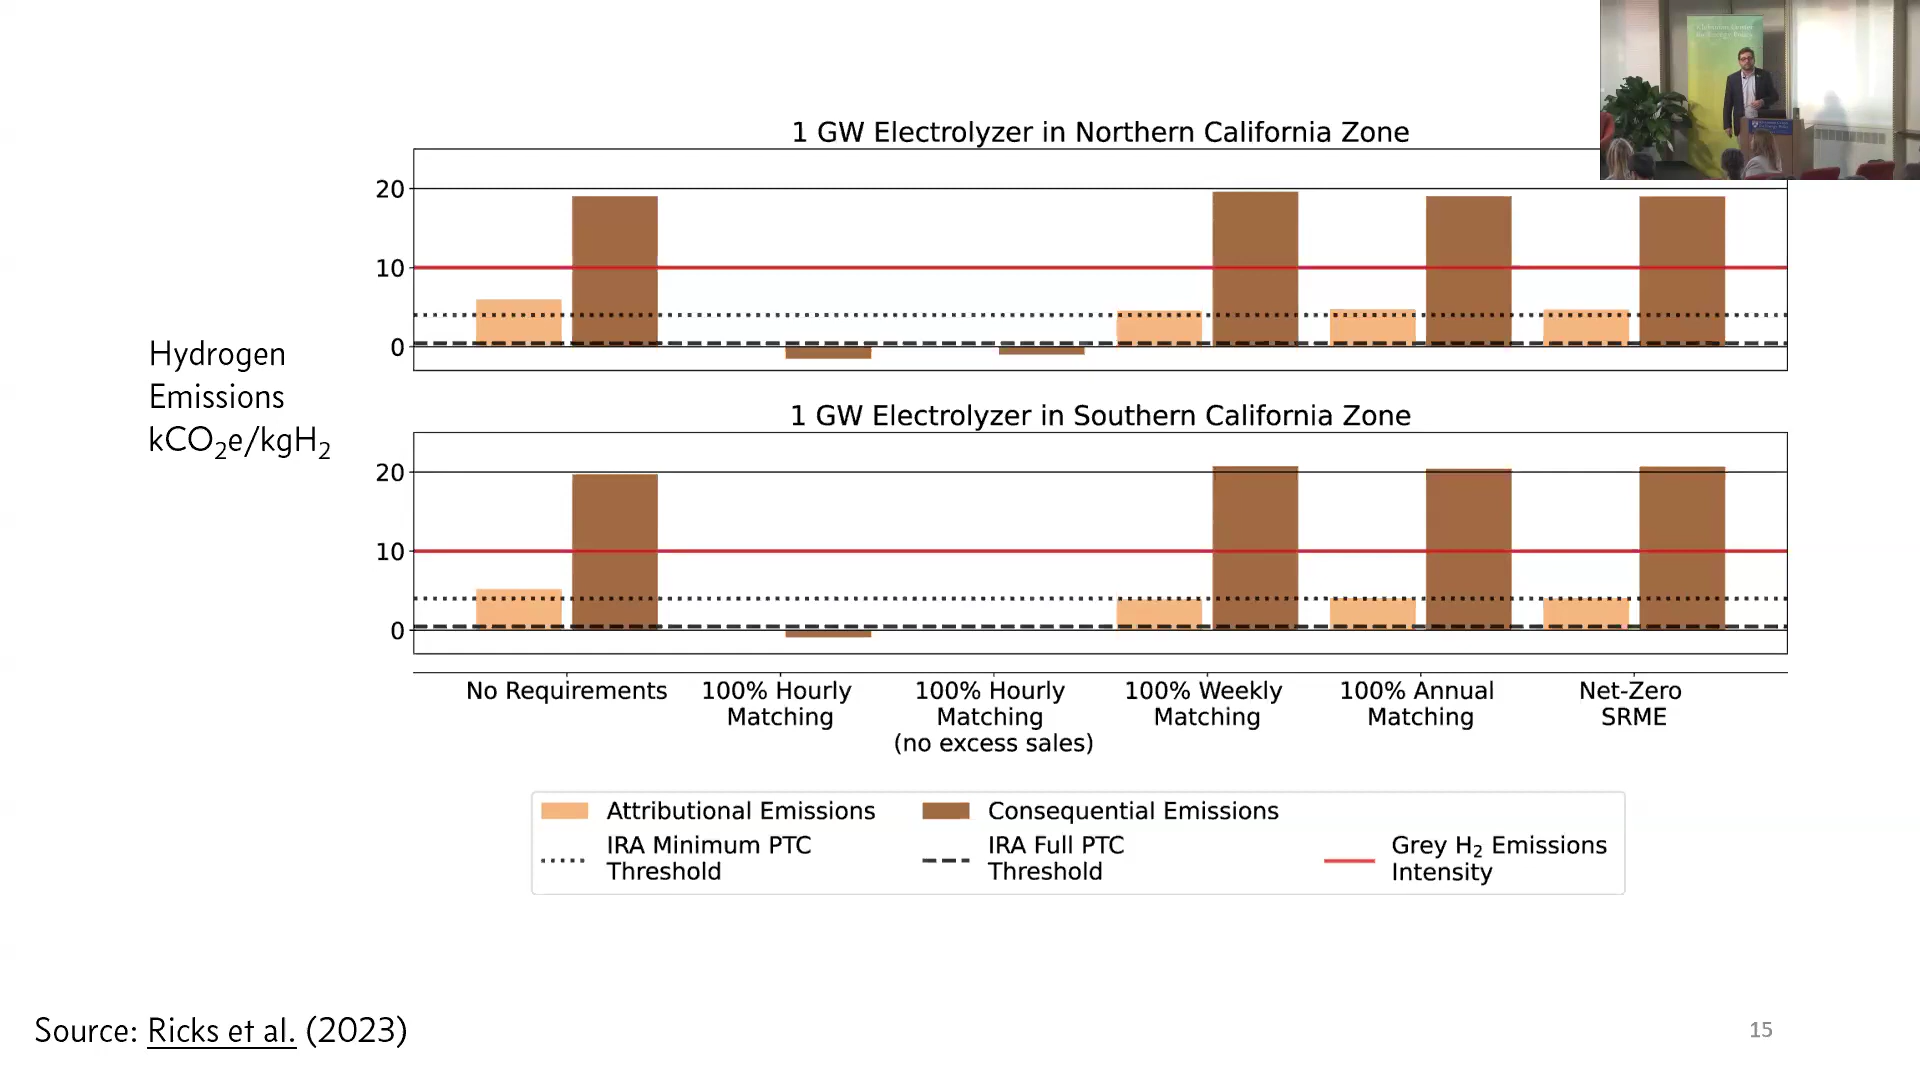 1 GW Electrolyzer in Northern California Zone
20
10
0
Hydrogen
Emissions
kCO₂e/kgH₂
1 GW Electrolyzer in Southern California Zone
20
10
0
No Requirements
100% Hourly
Matching
100% Hourly
Matching
(no excess sales)
100% Weekly
Matching
100% Annual
Matching
Net-Zero
SRME
Attributional Emissions
Consequential Emissions
IRA Minimum PTC
Threshold
IRA Full PTC
Threshold
Grey H₂ Emissions
Intensity
Source: Ricks et al. (2023)
15